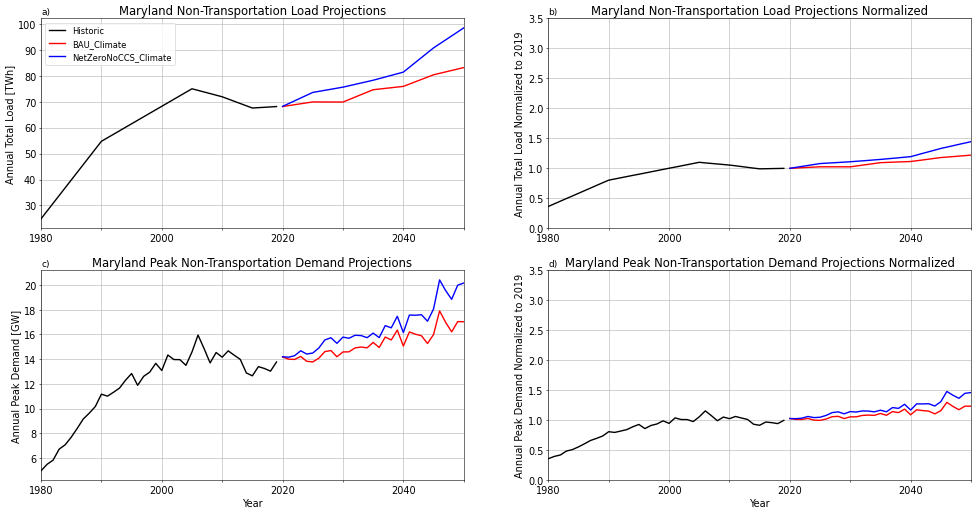 a)
Maryland Non-Transportation Load Projections
Historic
BAU_Climate
NetZeroNoCCS_Climate
Annual Total Load [TWh]
100
90
80
70
60
50
40
30
1980 2000 2020 2040
b)
Maryland Non-Transportation Load Projections Normalized
Annual Total Load Normalized to 2019
3.5
3.0
2.5
2.0
1.5
1.0
0.5
0.0
1980 2000 2020 2040
c)
Maryland Peak Non-Transportation Demand Projections
Annual Peak Demand [GW]
20
18
16
14
12
10
8
6
1980 2000 2020 2040
Year
d)
Maryland Peak Non-Transportation Demand Projections Normalized
Annual Peak Demand Normalized to 2019
3.5
3.0
2.5
2.0
1.5
1.0
0.5
0.0
1980 2000 2020 2040
Year